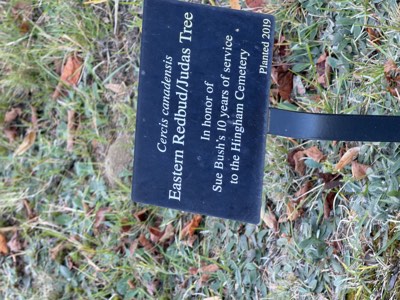 Cercis canadensis
Eastern Redbud/Judas Tree
In honor of
Sue Bush's 10 years of service
to the Hingham Cemetery
Planted 2019